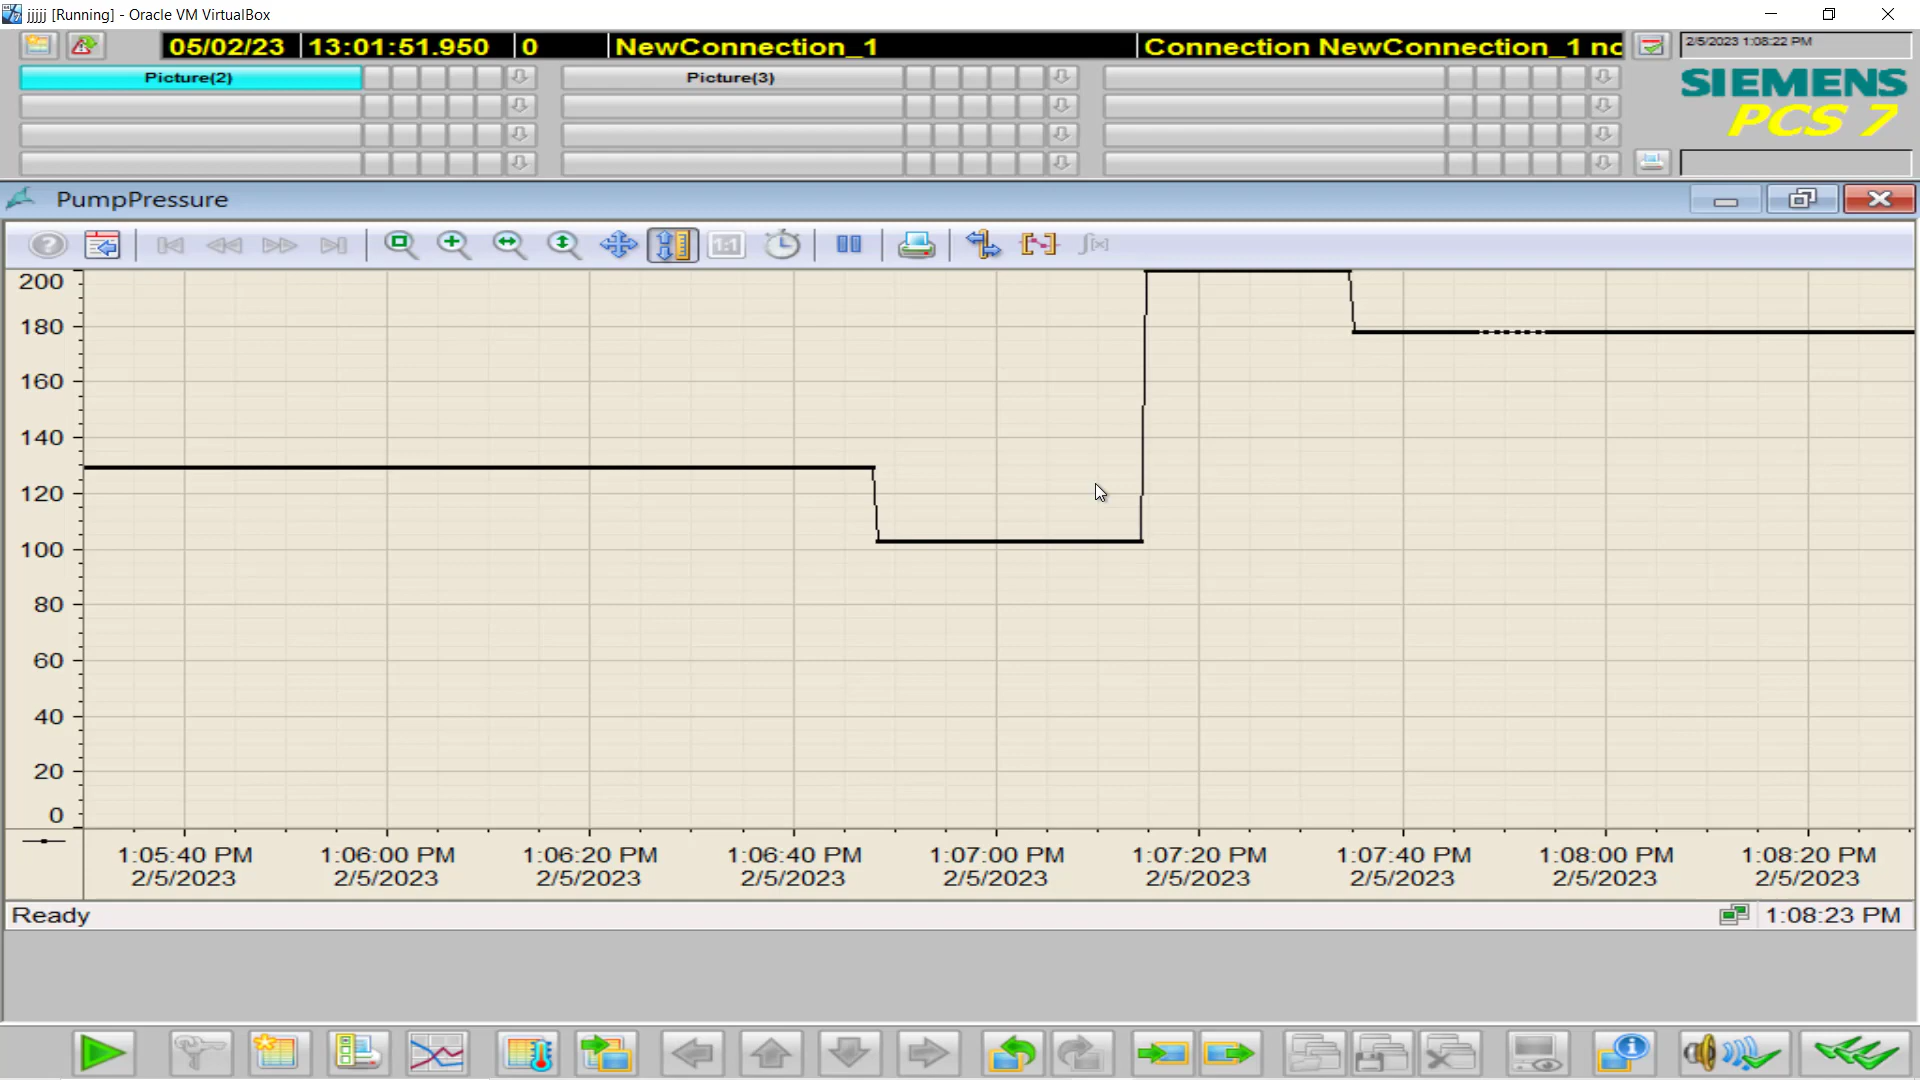 jjjjj [Running] - Oracle VM VirtualBox
05/02/23 13:01:51.950 0 NewConnection_1 Connection NewConnection_1 nc
2/5/2023 1:08:22 PM
Picture(2) Picture(3)
SIEMENS
PCS 7
PumpPressure
1:1
f(x)
200
180
160
140
120
100
80
60
40
20
0
1:05:40 PM 1:06:00 PM 1:06:20 PM 1:06:40 PM 1:07:00 PM 1:07:20 PM 1:07:40 PM 1:08:00 PM 1:08:20 PM
2/5/2023 2/5/2023 2/5/2023 2/5/2023 2/5/2023 2/5/2023 2/5/2023 2/5/2023 2/5/2023
Ready 1:08:23 PM